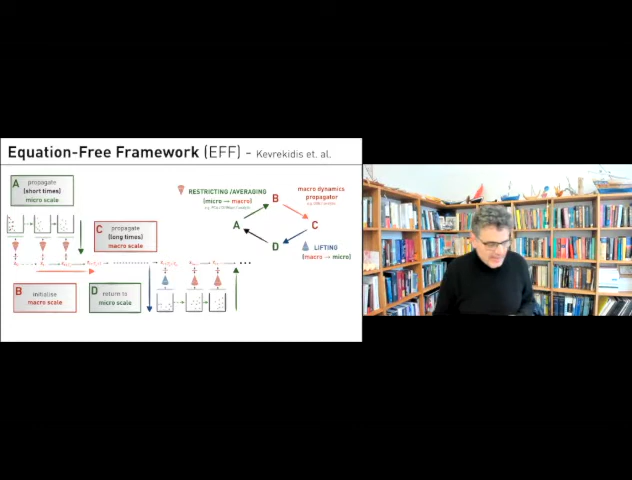 Equation-Free Framework (EFF) - Kevrekidis et. al.
A propagate
(short times)
micro scale
RESTRICTING /AVERAGING
(micro → macro)
macro dynamics
propagator
B
A
C
D
C propagate
(long times)
macro scale
LIFTING
(macro → micro)
B initialise
macro scale
D return to
micro scale